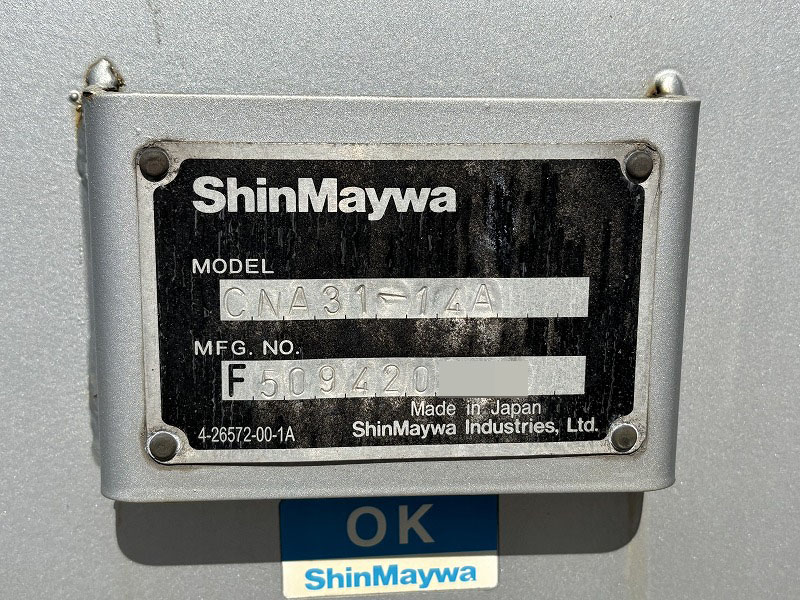 ShinMaywa
MODEL
CNA31-14A
MFG. NO.
F509420
Made in Japan
4-26572-00-1A
ShinMaywa Industries, Ltd.
OK
ShinMaywa